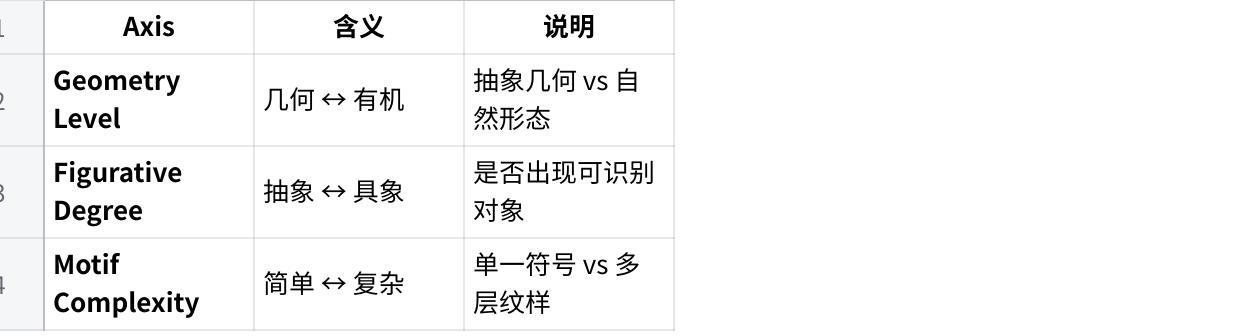 1
Axis
含义
说明
2
Geometry
Level
几何 ↔ 有机
抽象几何 vs 自
然形态
3
Figurative
Degree
抽象 ↔ 具象
是否出现可识别
对象
4
Motif
Complexity
简单 ↔ 复杂
单一符号 vs 多
层纹样